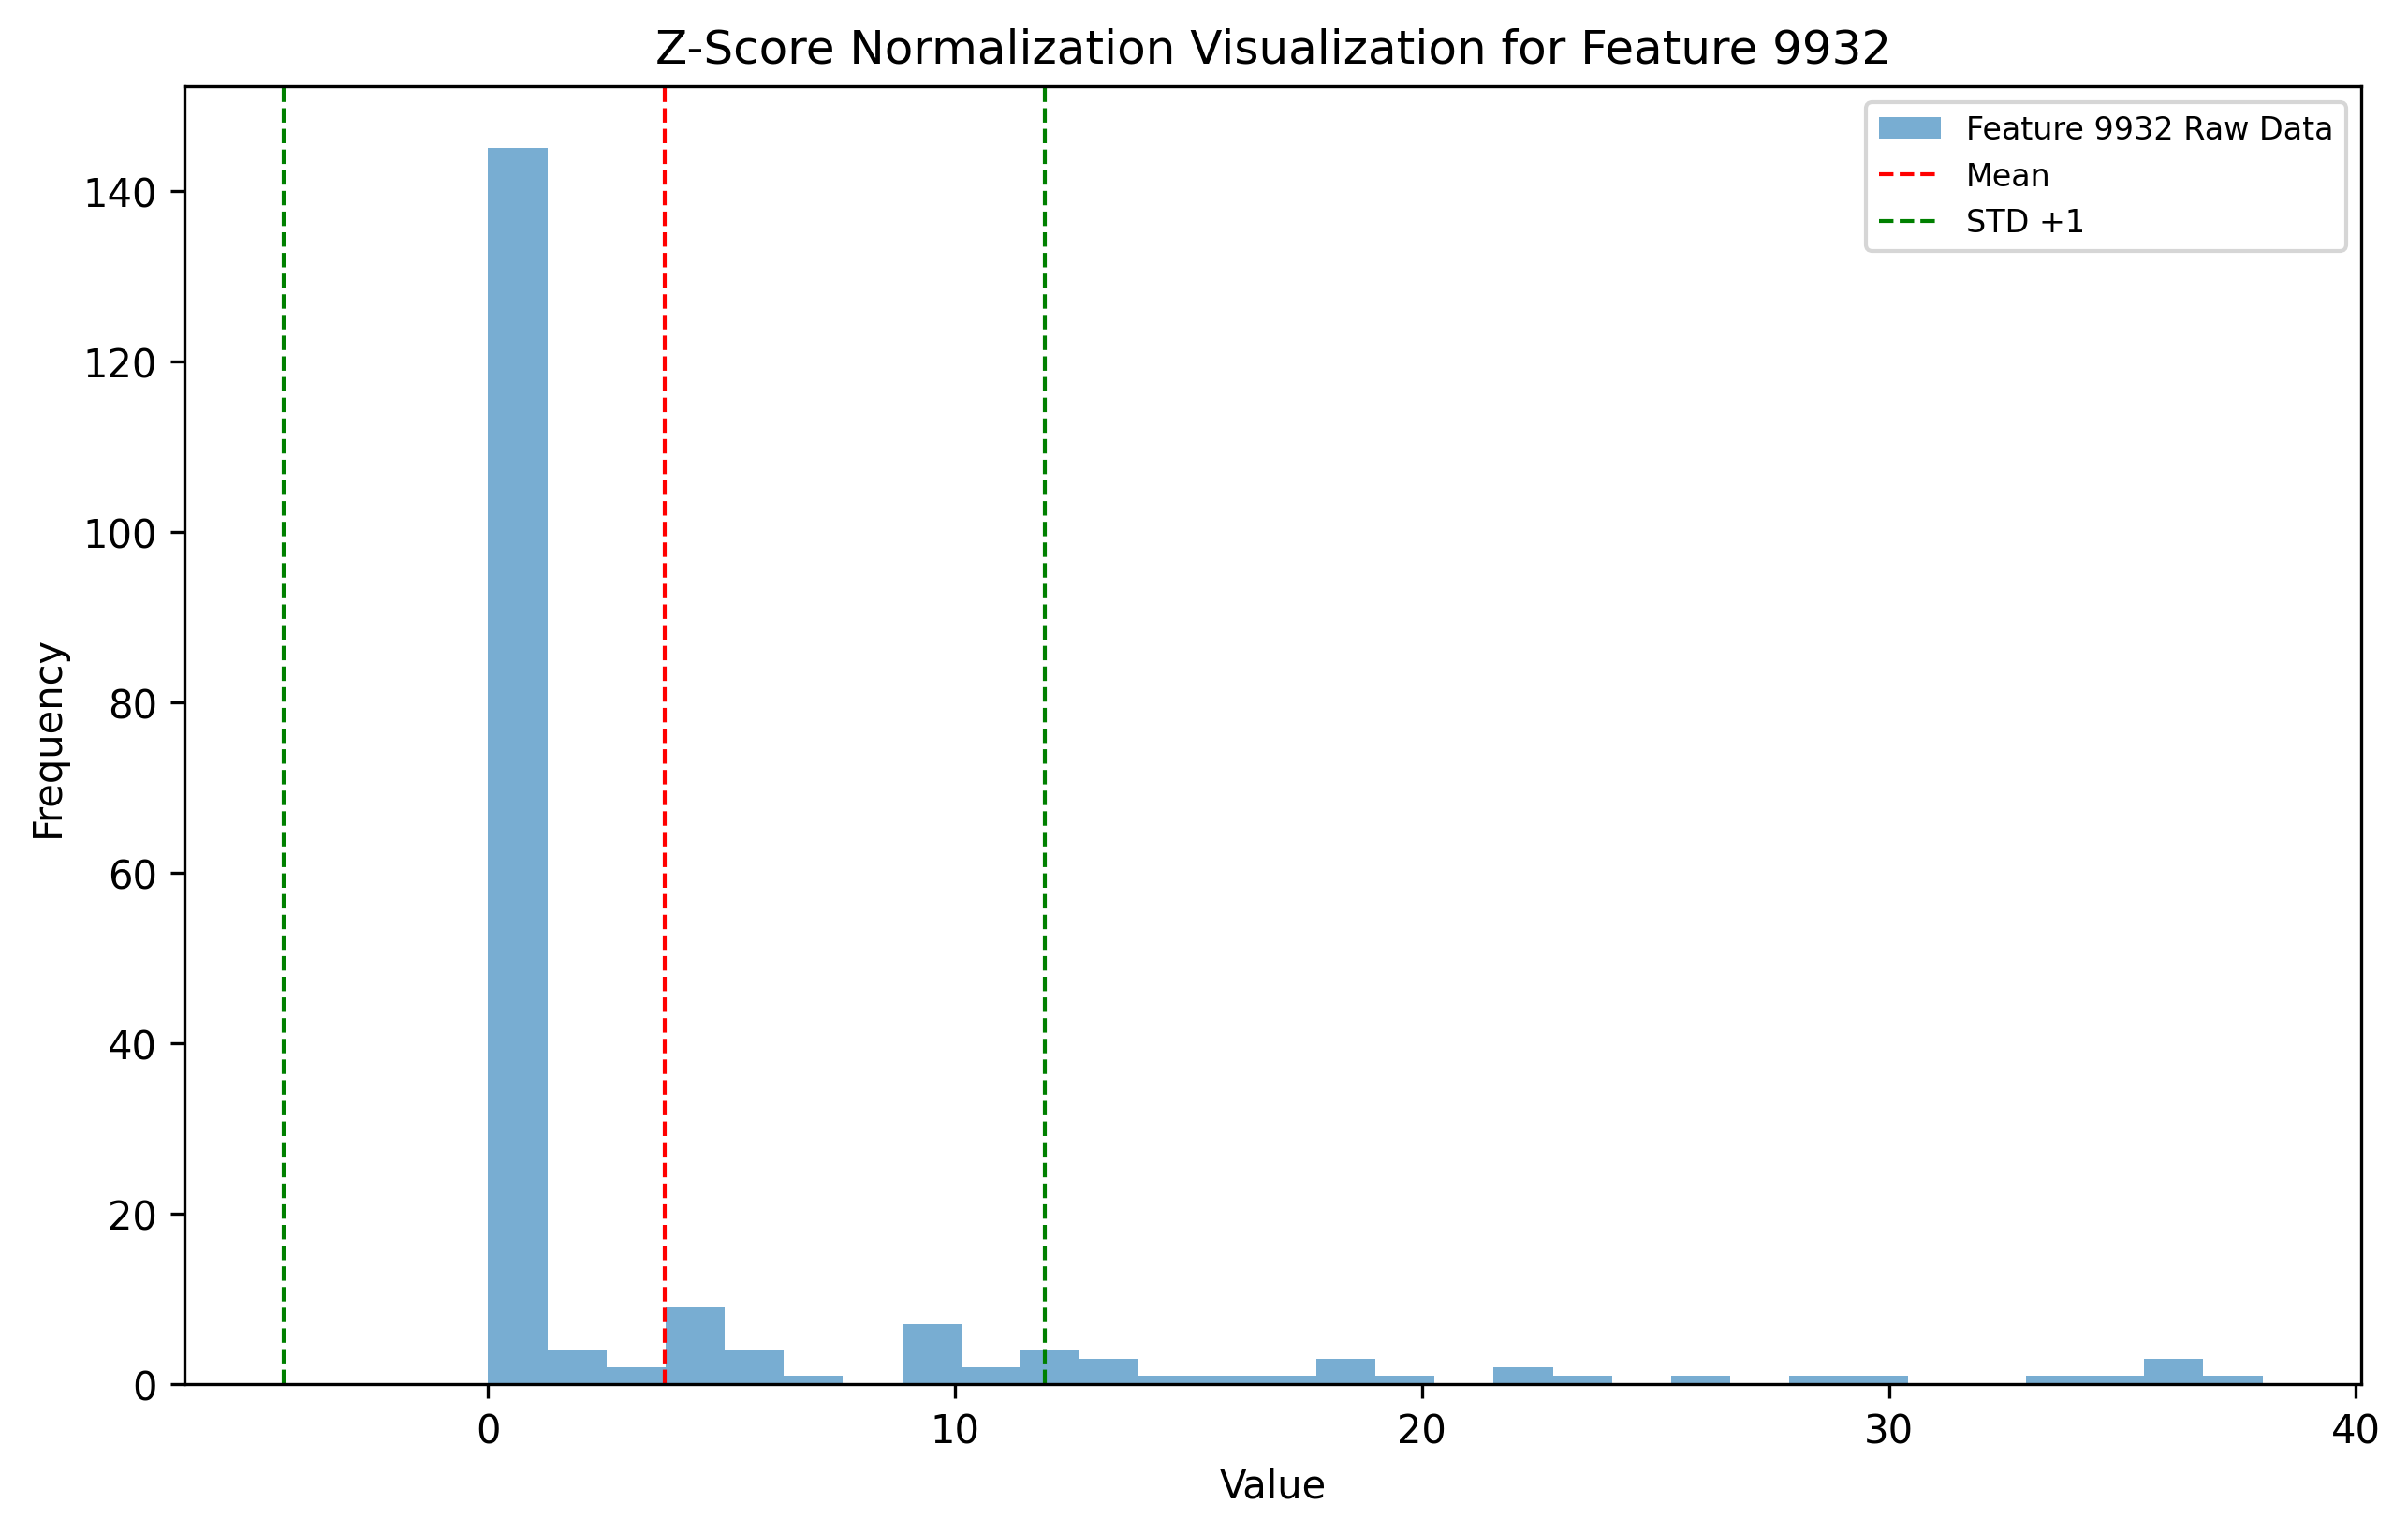 Z-Score Normalization Visualization for Feature 9932
Feature 9932 Raw Data
Mean
STD +1
140
120
100
80
60
40
20
0
Frequency
0 10 20 30 40
Value